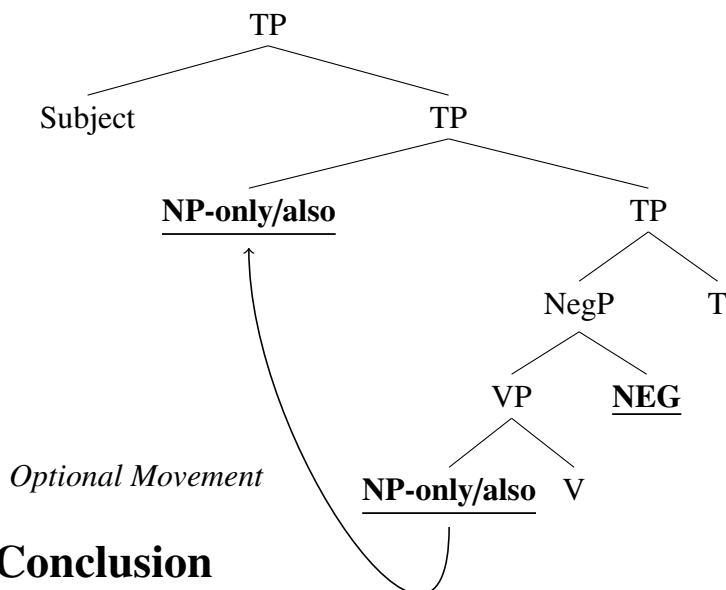 TP
Subject TP
NP-only/also TP
NegP T
VP NEG
Optional Movement NP-only/also V
Conclusion